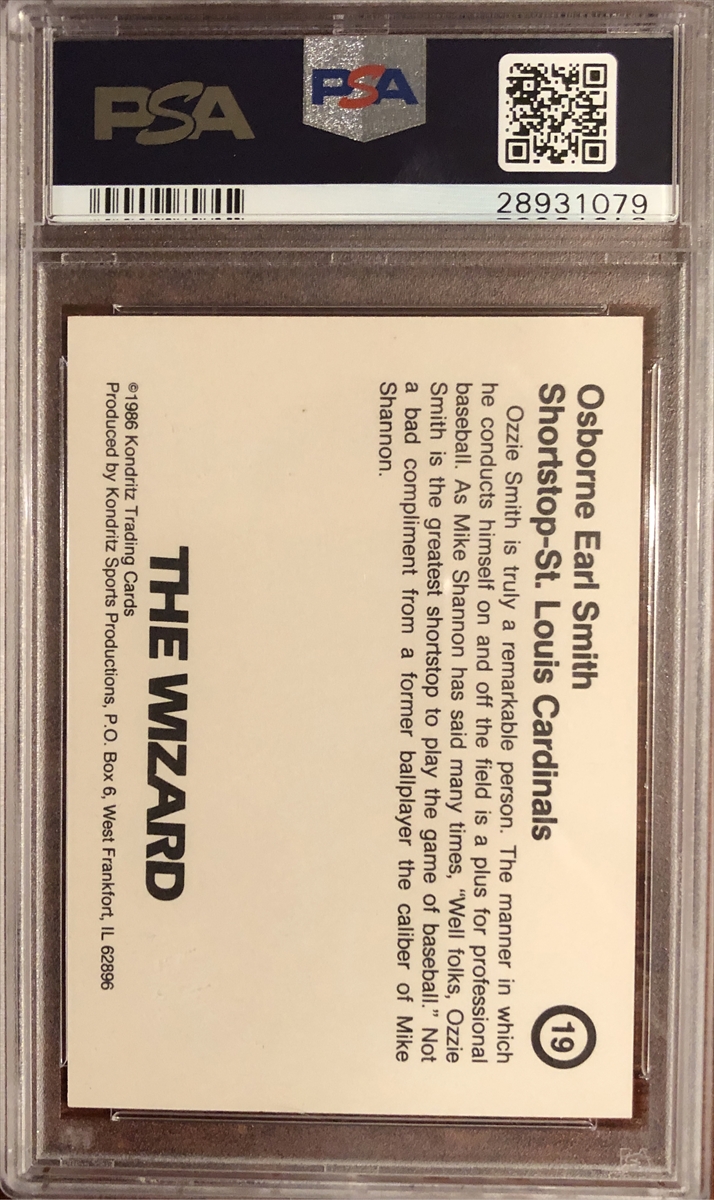 PSA
PSA
28931079
Osborne Earl Smith
Shortstop-St. Louis Cardinals
19
Ozzie Smith is truly a remarkable person. The manner in which
he conducts himself on and off the field is a plus for professional
baseball. As Mike Shannon has said many times, "Well folks, Ozzie
Smith is the greatest shortstop to play the game of baseball." Not
a bad compliment from a former ballplayer the caliber of Mike
Shannon.
THE WIZARD
©1986 Kondritz Trading Cards
Produced by Kondritz Sports Productions, P.O. Box 6, West Frankfort, IL 62896